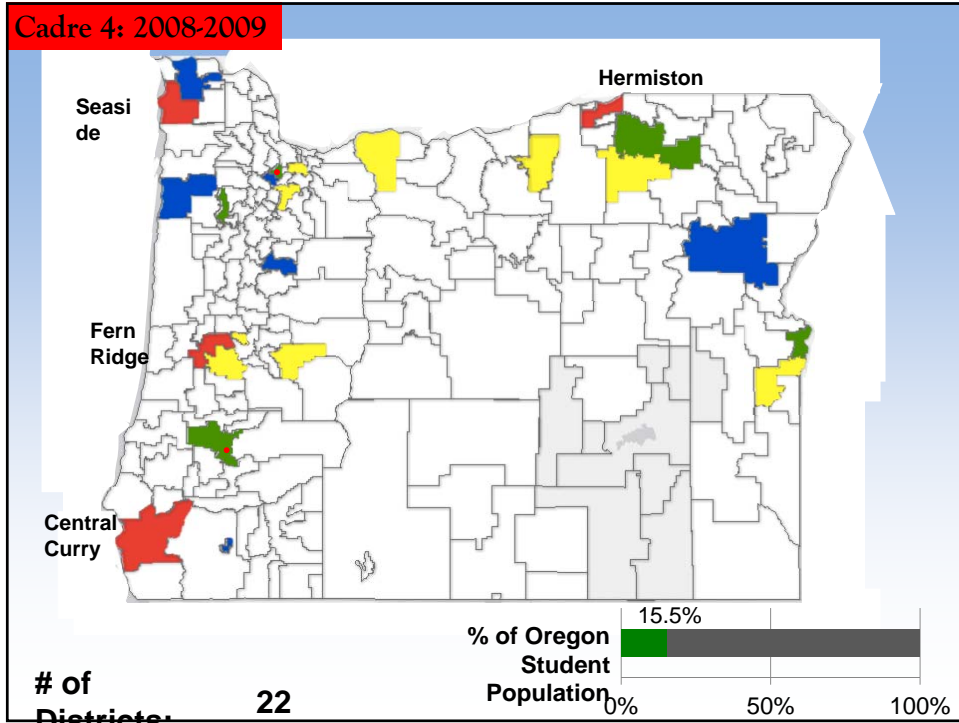 Cadre 4: 2008-2009
Hermiston
Seasi
de
Fern
Ridge
Central
Curry
15.5%
% of Oregon
Student
Population
0%
50%
100%
# of
Districts:
22